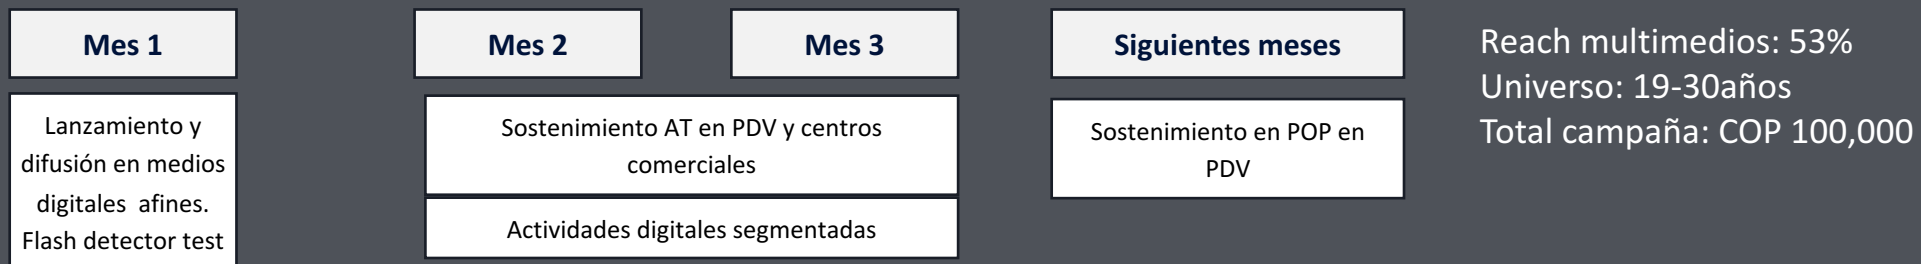 Mes 1
Mes 2
Mes 3
Siguientes meses
Lanzamiento y
difusión en medios
digitales afines.
Flash detector test
Sostenimiento AT en PDV y centros
comerciales
Actividades digitales segmentadas
Sostenimiento en POP en
PDV
Reach multimedios: 53%
Universo: 19-30años
Total campaña: COP 100,000